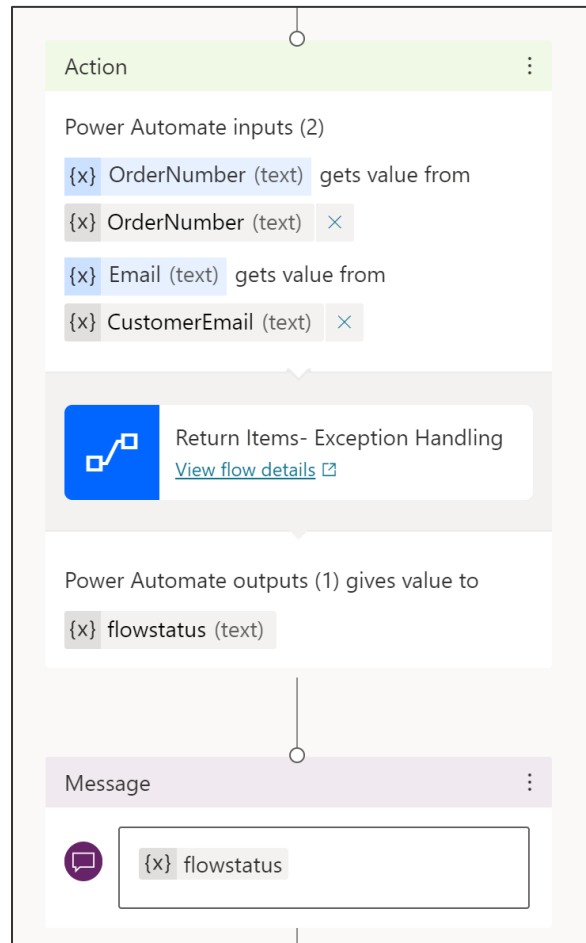 Action
Power Automate inputs (2)
{x} OrderNumber (text) gets value from
{x} OrderNumber (text) ×
{x} Email (text) gets value from
{x} CustomerEmail (text) ×
Return Items- Exception Handling
View flow details
Power Automate outputs (1) gives value to
{x} flowstatus (text)
Message
{x} flowstatus